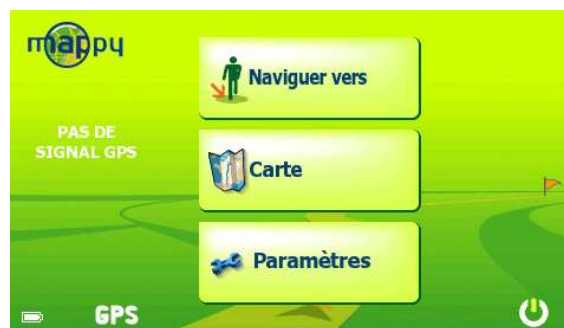 mappy
Naviguer vers
PAS DE
SIGNAL GPS
Carte
Paramètres
GPS